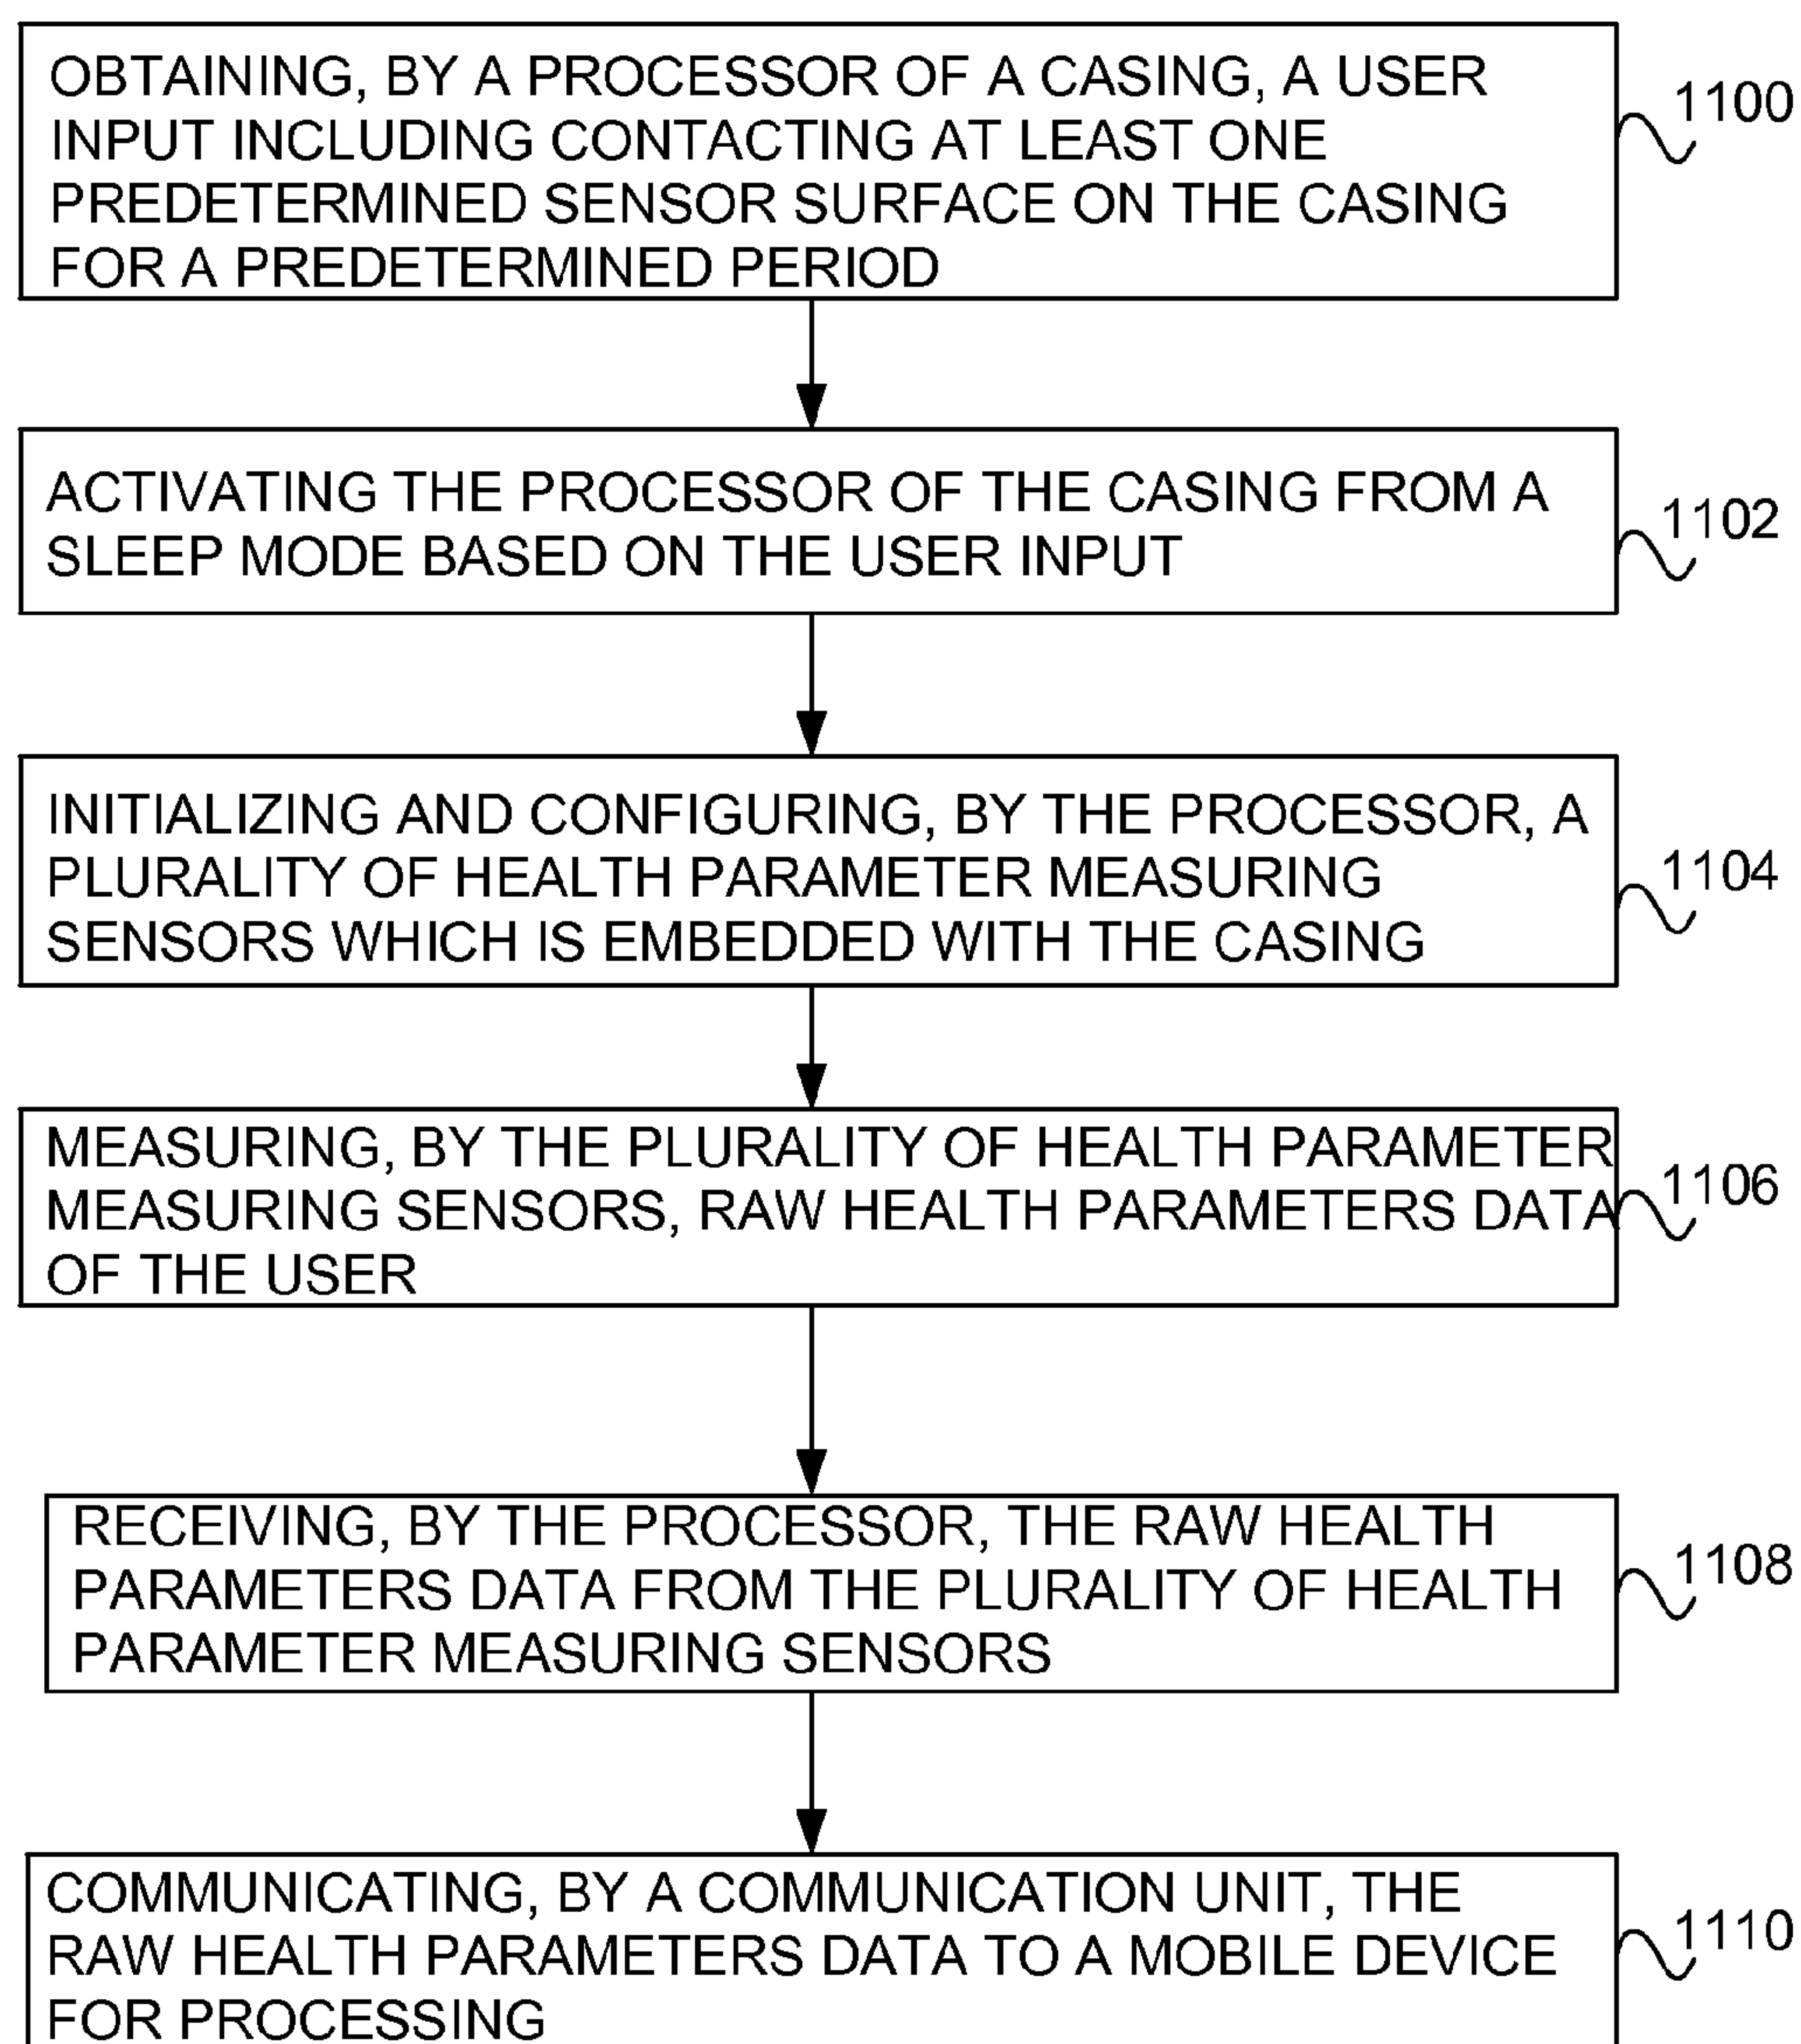 OBTAINING, BY A PROCESSOR OF A CASING, A USER
INPUT INCLUDING CONTACTING AT LEAST ONE
PREDETERMINED SENSOR SURFACE ON THE CASING
FOR A PREDETERMINED PERIOD
1100
ACTIVATING THE PROCESSOR OF THE CASING FROM A
SLEEP MODE BASED ON THE USER INPUT
1102
INITIALIZING AND CONFIGURING, BY THE PROCESSOR, A
PLURALITY OF HEALTH PARAMETER MEASURING
SENSORS WHICH IS EMBEDDED WITH THE CASING
1104
MEASURING, BY THE PLURALITY OF HEALTH PARAMETER
MEASURING SENSORS, RAW HEALTH PARAMETERS DATA
OF THE USER
1106
RECEIVING, BY THE PROCESSOR, THE RAW HEALTH
PARAMETERS DATA FROM THE PLURALITY OF HEALTH
PARAMETER MEASURING SENSORS
1108
COMMUNICATING, BY A COMMUNICATION UNIT, THE
RAW HEALTH PARAMETERS DATA TO A MOBILE DEVICE
FOR PROCESSING
1110